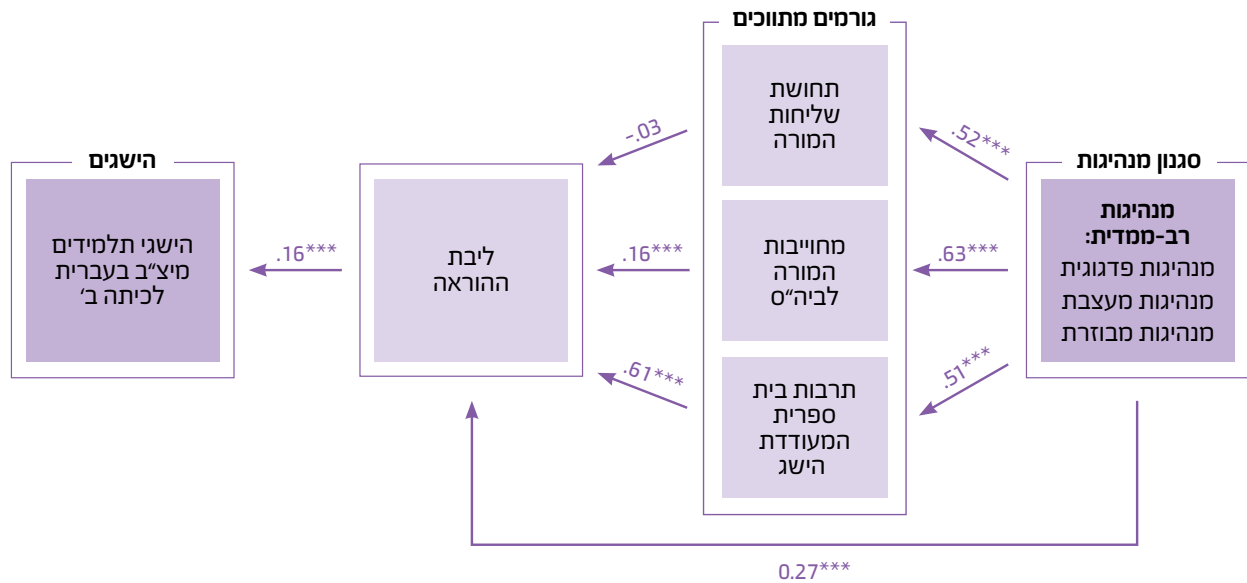 סגנון מנהיגות
מנהיגות
רב-ממדית:
מנהיגות פדגוגית
מנהיגות מעצבת
מנהיגות מבוזרת
.52***
.63***
.51***
גורמים מתווכים
תחושת
שליחות
המורה
מחוייבות
המורה
לביה״ס
תרבות בית
ספרית
המעודדת
הישג
-.03
.16***
.61***
ליבת
ההוראה
.16***
הישגים
הישגי תלמידים
מיצ״ב בעברית
לכיתה ב׳
0.27***